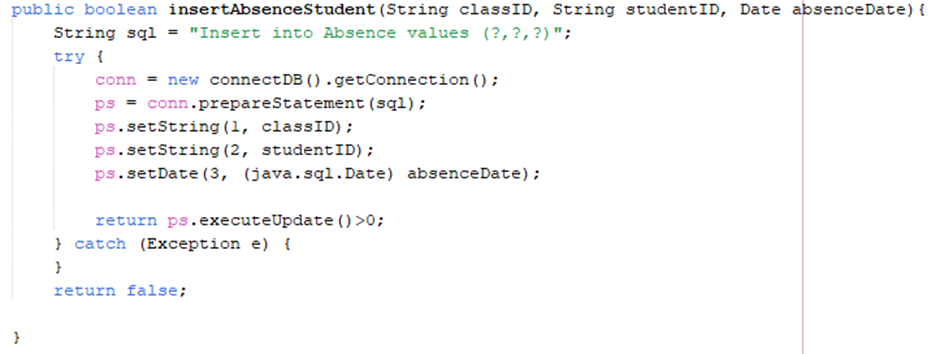 public boolean insertAbsenceStudent(String classID, String studentID, Date absenceDate){
String sql = "Insert into Absence values (?,?,?)";
try {
conn = new connectDB().getConnection();
ps = conn.prepareStatement(sql);
ps.setString(1, classID);
ps.setString(2, studentID);
ps.setDate(3, (java.sql.Date) absenceDate);
return ps.executeUpdate()>0;
} catch (Exception e) {
}
return false;
}